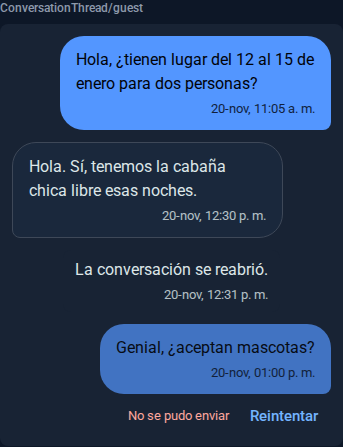 ConversationThread/guest
Hola, ¿tienen lugar del 12 al 15 de
enero para dos personas?
20-nov, 11:05 a. m.
Hola. Sí, tenemos la cabaña
chica libre esas noches.
20-nov, 12:30 p. m.
La conversación se reabrió.
20-nov, 12:31 p. m.
Genial, ¿aceptan mascotas?
20-nov, 01:00 p. m.
No se pudo enviar Reintentar